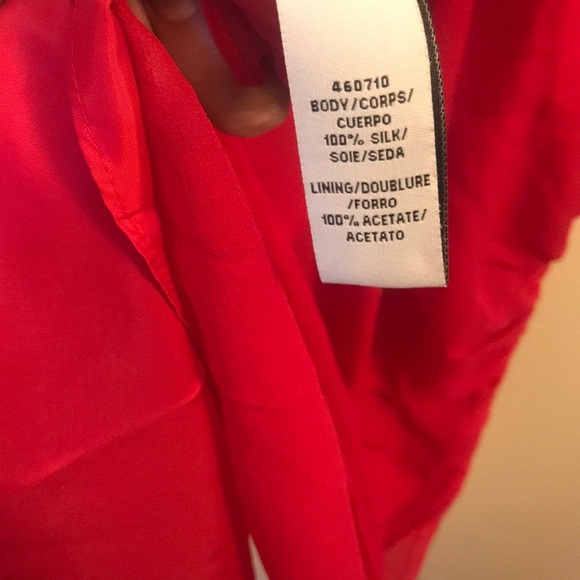 460710
BODY/CORPS/
CUERPO
100% SILK/
SOIE/SEDA
LINING/DOUBLURE
/FORRO
100% ACETATE/
ACETATO